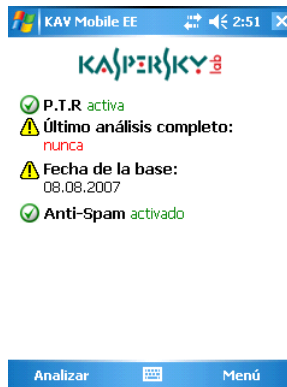 KAV Mobile EE 2:51
KASPERSKY lab
P.T.R activa
Último análisis completo:
nunca
Fecha de la base:
08.08.2007
Anti-Spam activado
Analizar Menú